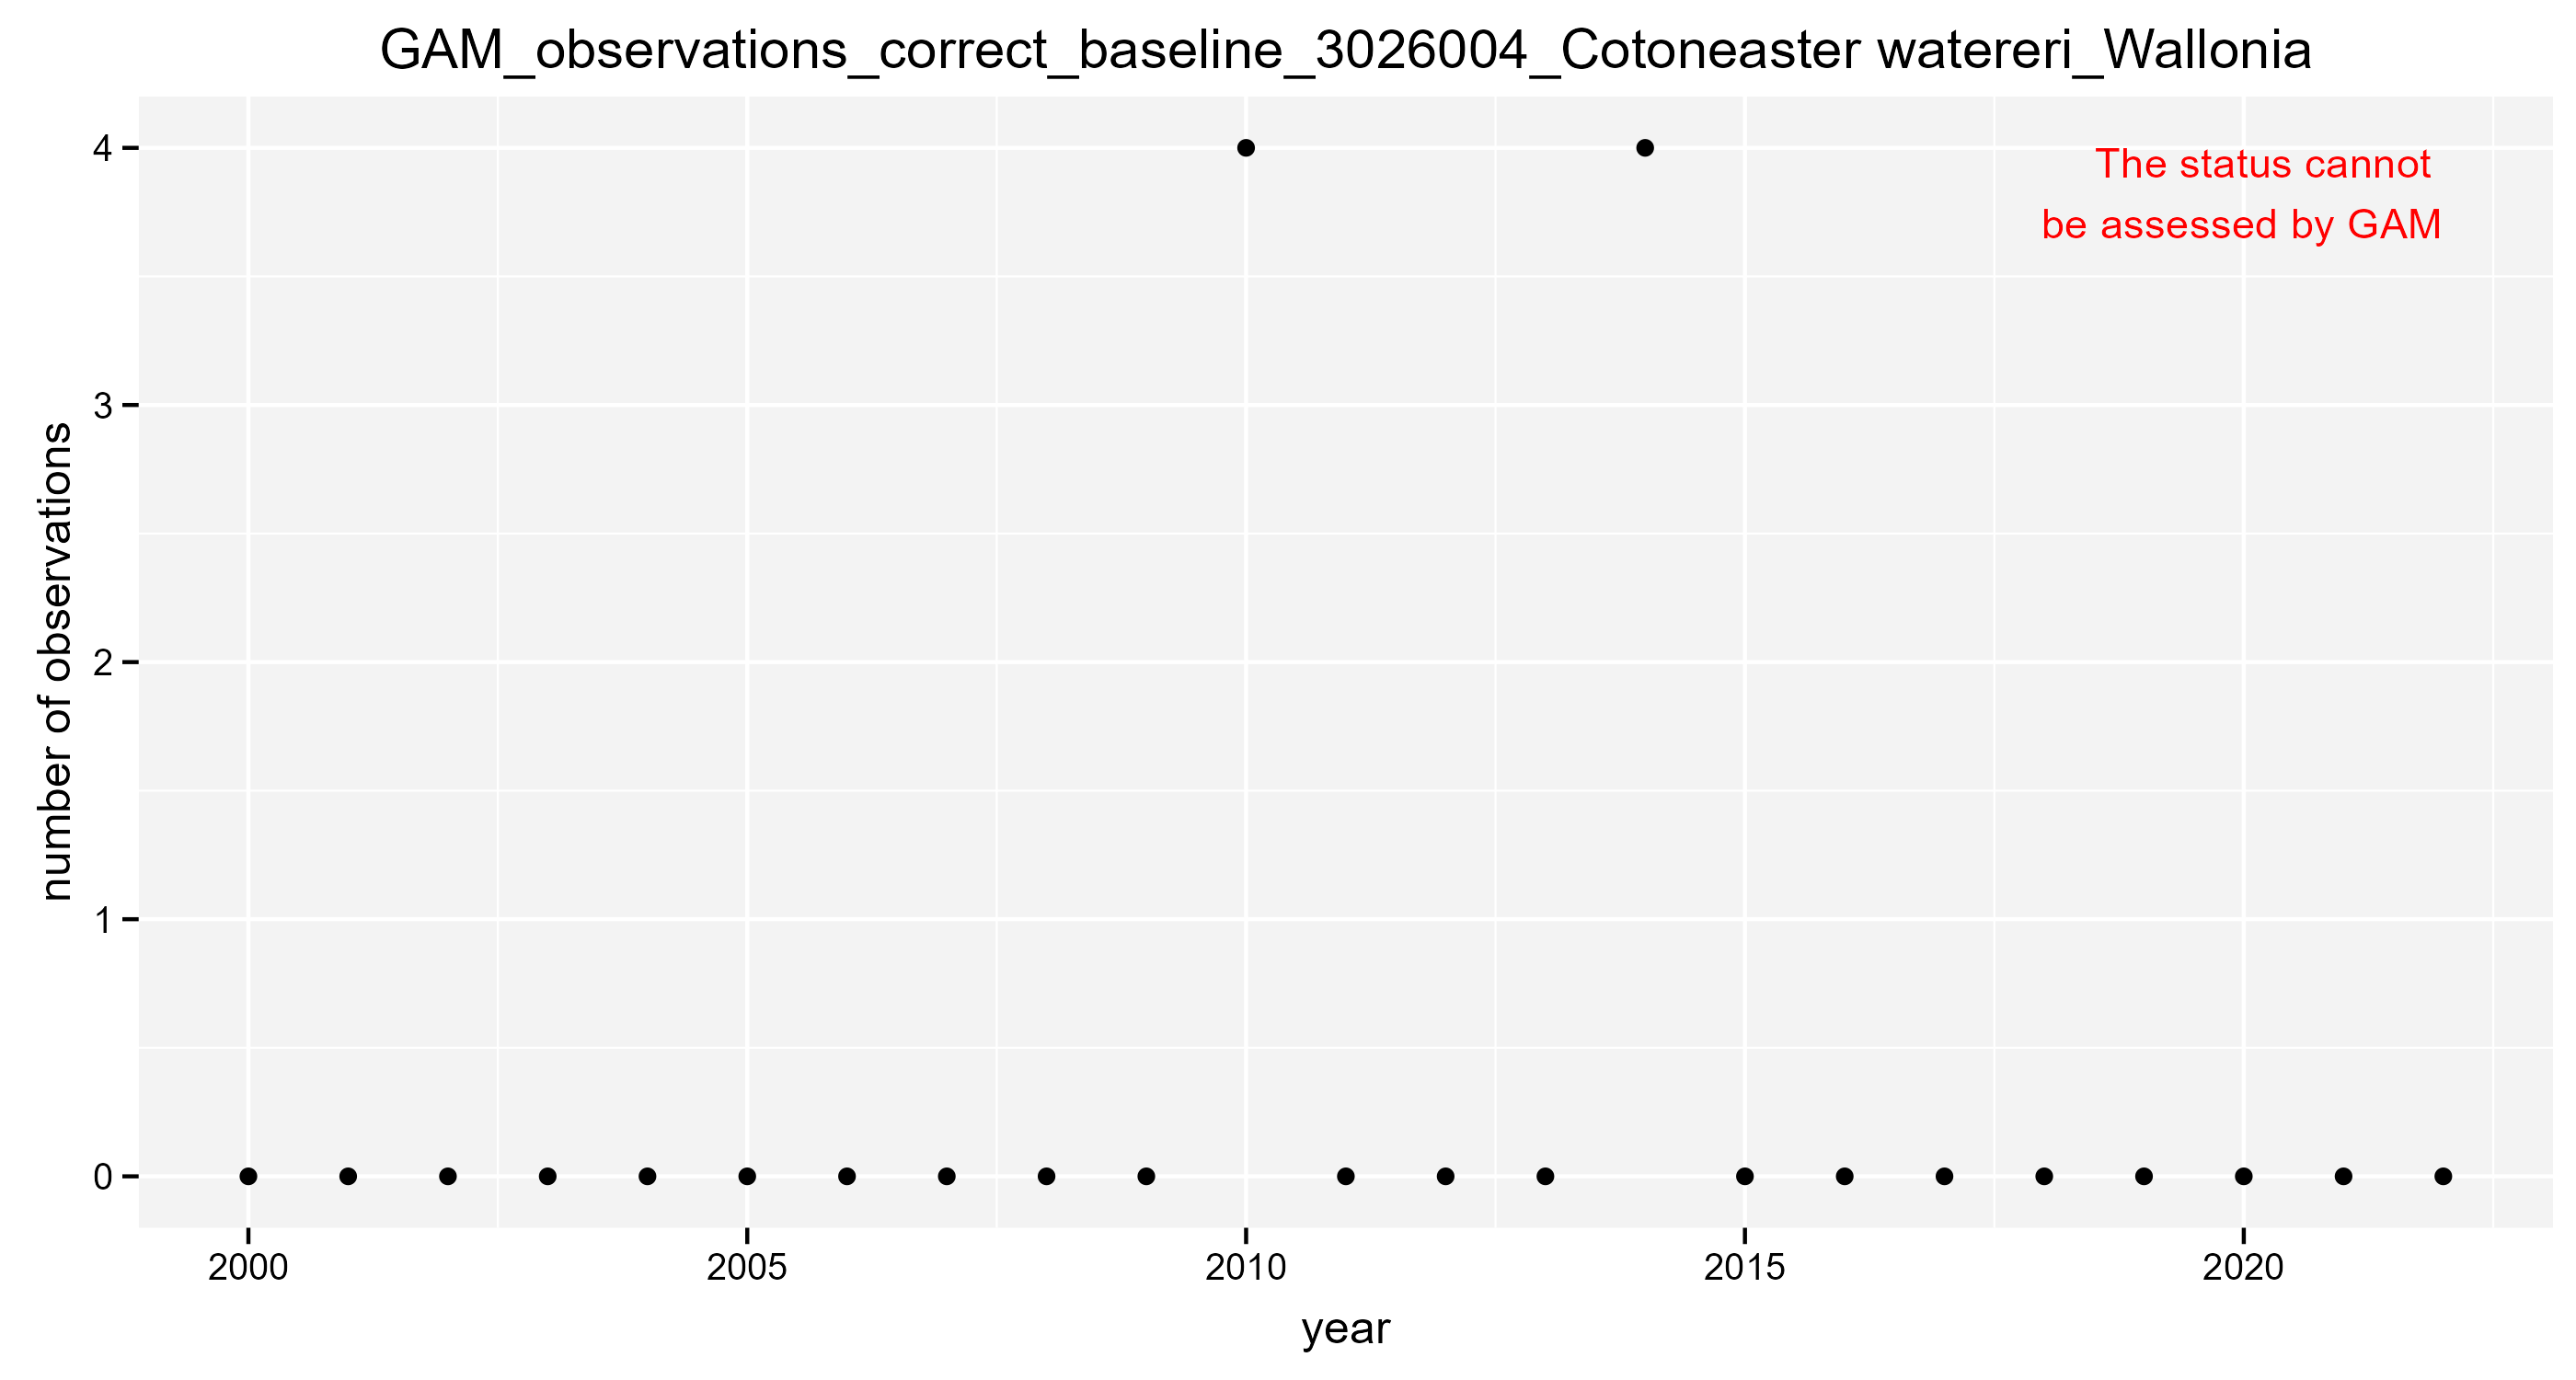 GAM_observations_correct_baseline_3026004_Cotoneaster watereri_Wallonia
The status cannot
be assessed by GAM
4
3
2
1
0
number of observations
2000 2005 2010 2015 2020
year